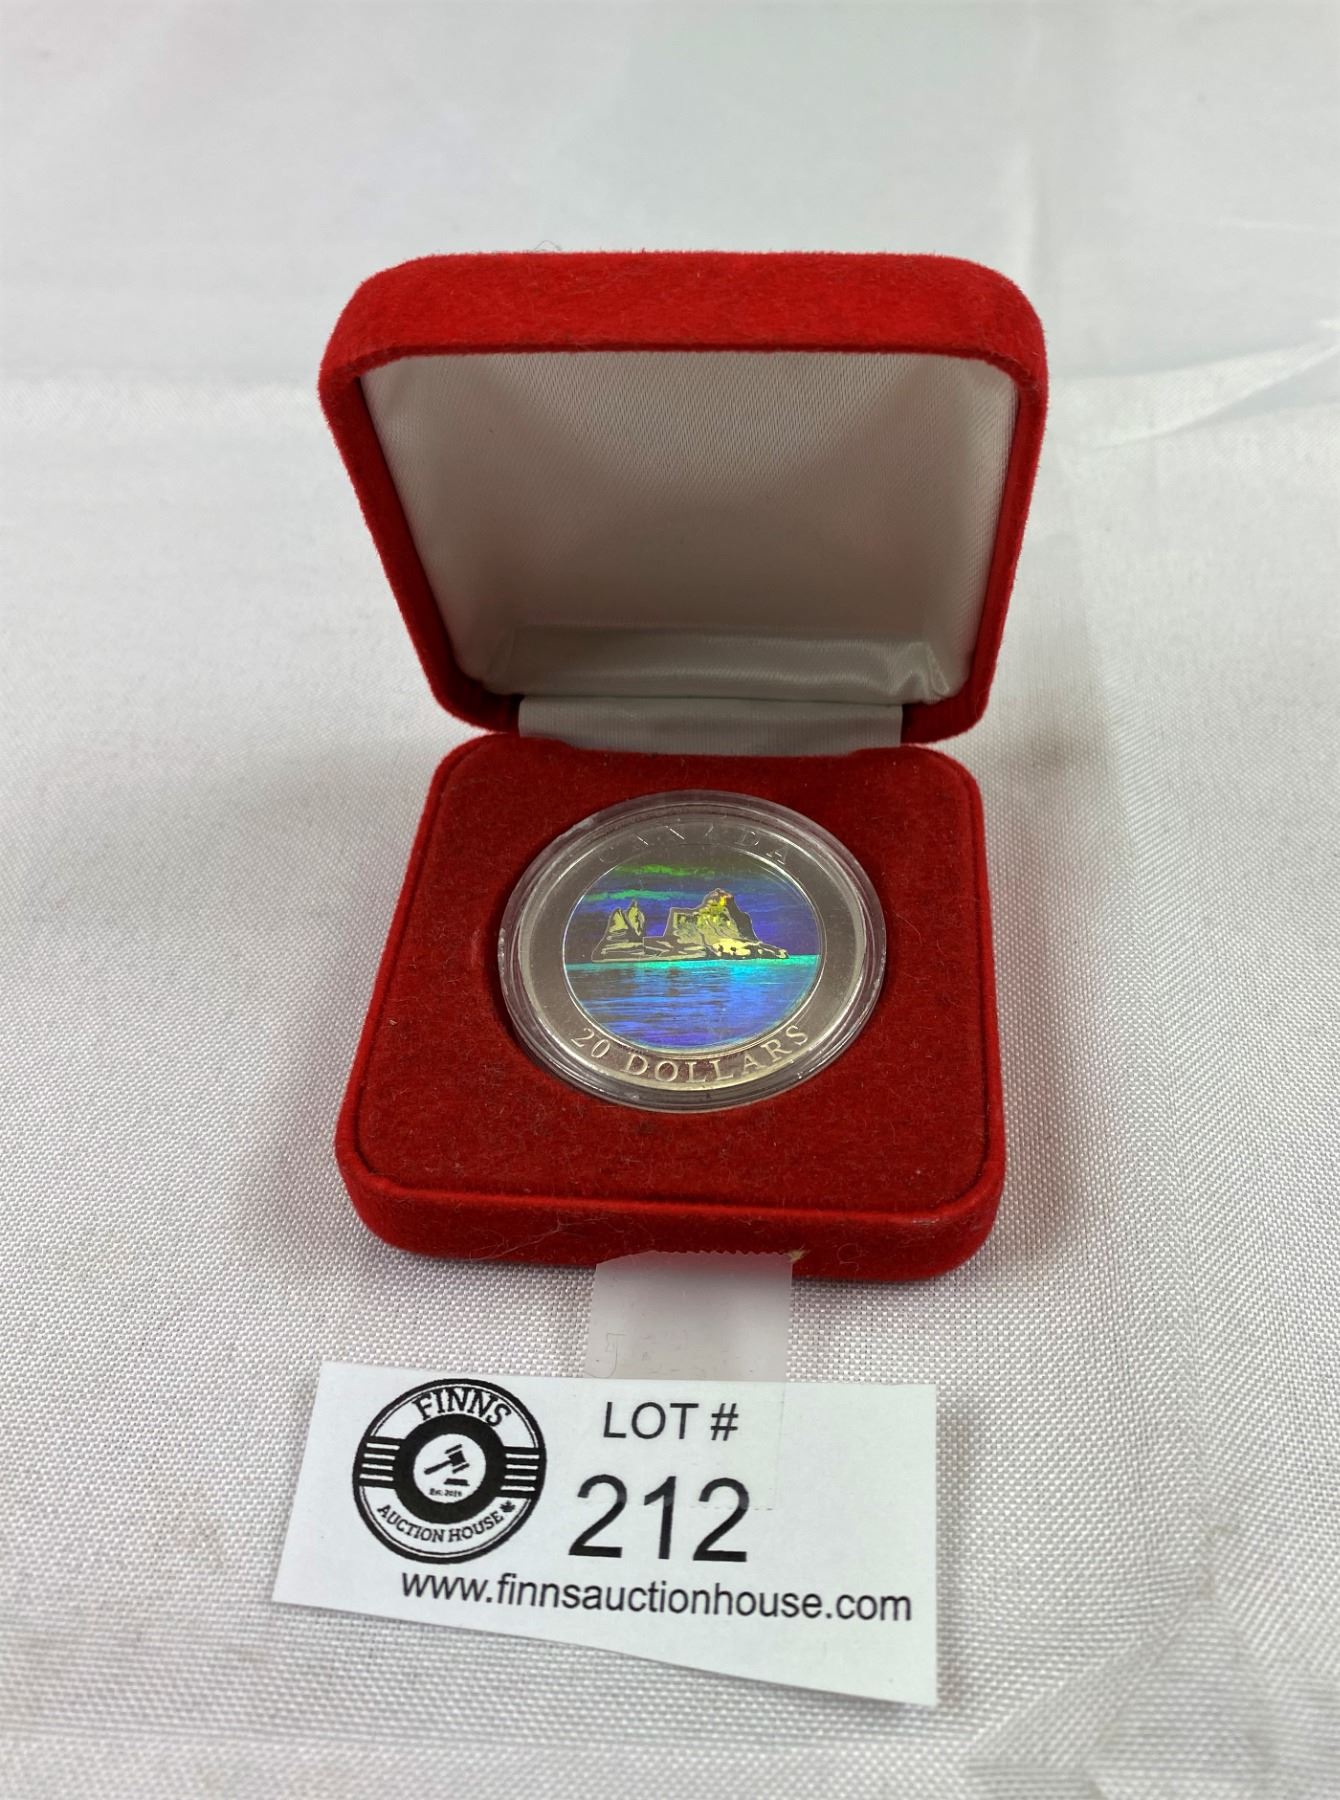 CANADA
20 DOLLARS
FINNS
AUCTION HOUSE
LOT #
212
www.finnsauctionhouse.com